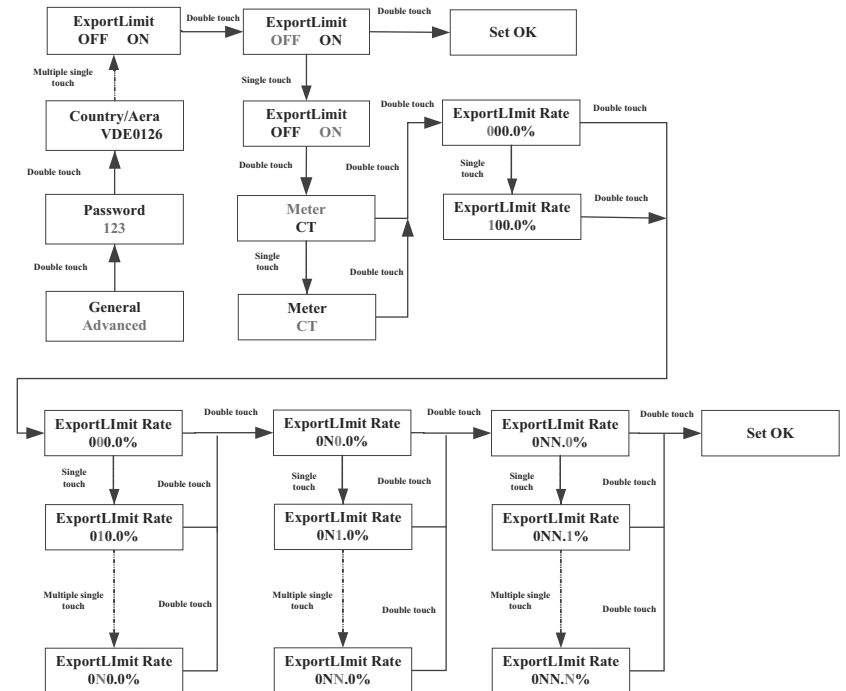 ExportLimit
OFF ON
Double touch
ExportLimit
OFF ON
Double touch
Set OK
Multiple single
touch
Single touch
Country/Aera
VDE0126
ExportLimit
OFF ON
Double touch
ExportLImit Rate
000.0%
Double touch
Double touch
Double touch
Single
touch
Password
123
Meter
CT
Double touch
ExportLImit Rate
100.0%
Double touch
Double touch
Single
touch
Double touch
General
Advanced
Meter
CT
ExportLImit Rate
000.0%
Double touch
ExportLImit Rate
0N0.0%
Double touch
ExportLImit Rate
0NN.0%
Double touch
Set OK
Single
touch
Double touch
Single
touch
Double touch
Single
touch
Double touch
ExportLImit Rate
010.0%
ExportLImit Rate
0N1.0%
ExportLImit Rate
0NN.1%
Multiple single
touch
Double touch
Multiple single
touch
Double touch
Multiple single
touch
Double touch
ExportLImit Rate
0N0.0%
ExportLImit Rate
0NN.0%
ExportLImit Rate
0NN.N%